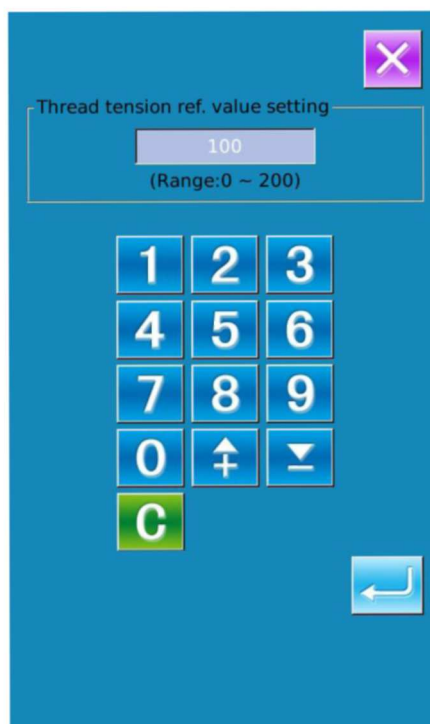 Thread tension ref. value setting
100
(Range:0 ~ 200)
1 2 3
4 5 6
7 8 9
0 + −
C